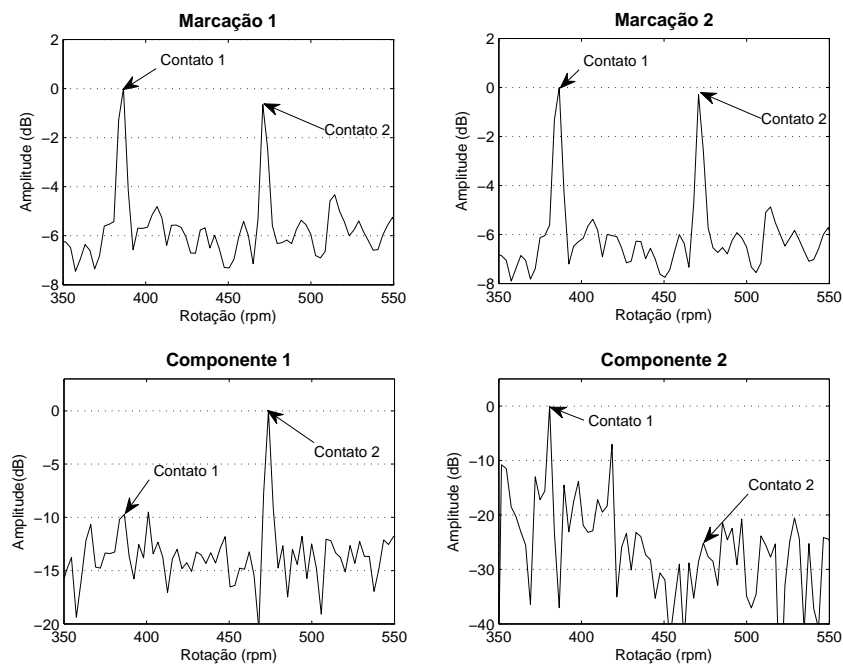 Marcação 1
2
0
−2
−4
−6
−8
350 400 450 500 550
Amplitude (dB)
Rotação (rpm)
Contato 1
Contato 2
Marcação 2
2
0
−2
−4
−6
−8
350 400 450 500 550
Amplitude (dB)
Rotação (rpm)
Contato 1
Contato 2
Componente 1
0
−5
−10
−15
−20
350 400 450 500 550
Amplitude(dB)
Rotação (rpm)
Contato 1
Contato 2
Componente 2
0
−10
−20
−30
−40
350 400 450 500 550
Amplitude (dB)
Rotação (rpm)
Contato 1
Contato 2